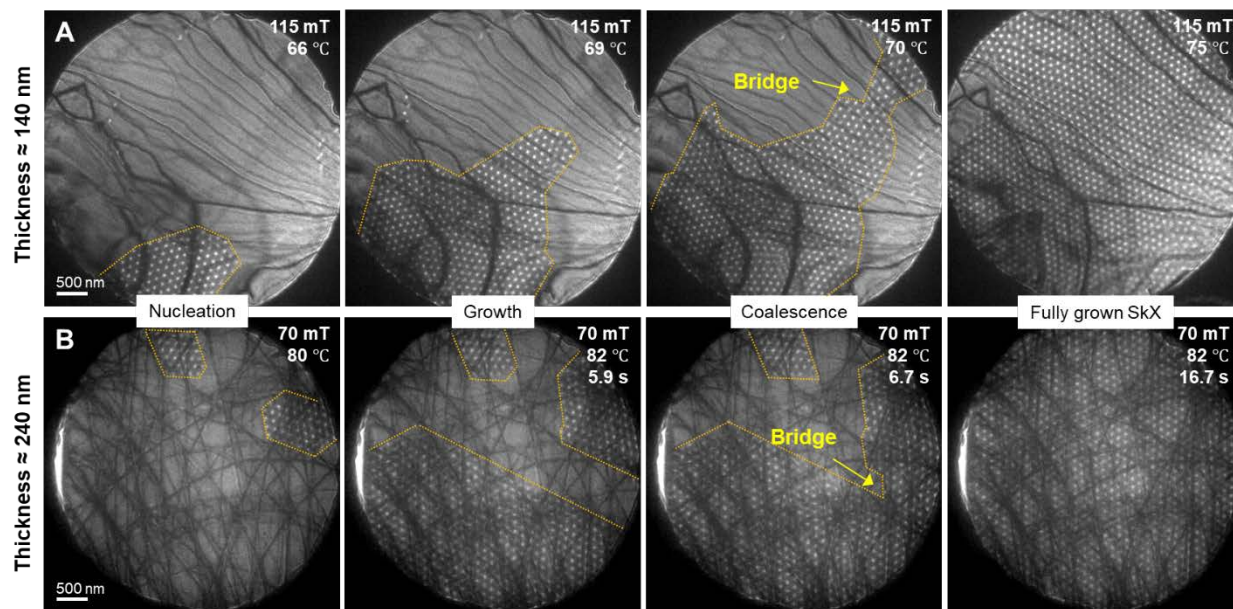 Thickness ≈ 140 nm
A
115 mT
66 °C
500 nm
115 mT
69 °C
115 mT
70 °C
Bridge
115 mT
75 °C
Nucleation
Growth
Coalescence
Fully grown SkX
Thickness ≈ 240 nm
B
70 mT
80 °C
500 nm
70 mT
82 °C
5.9 s
70 mT
82 °C
6.7 s
Bridge
70 mT
82 °C
16.7 s